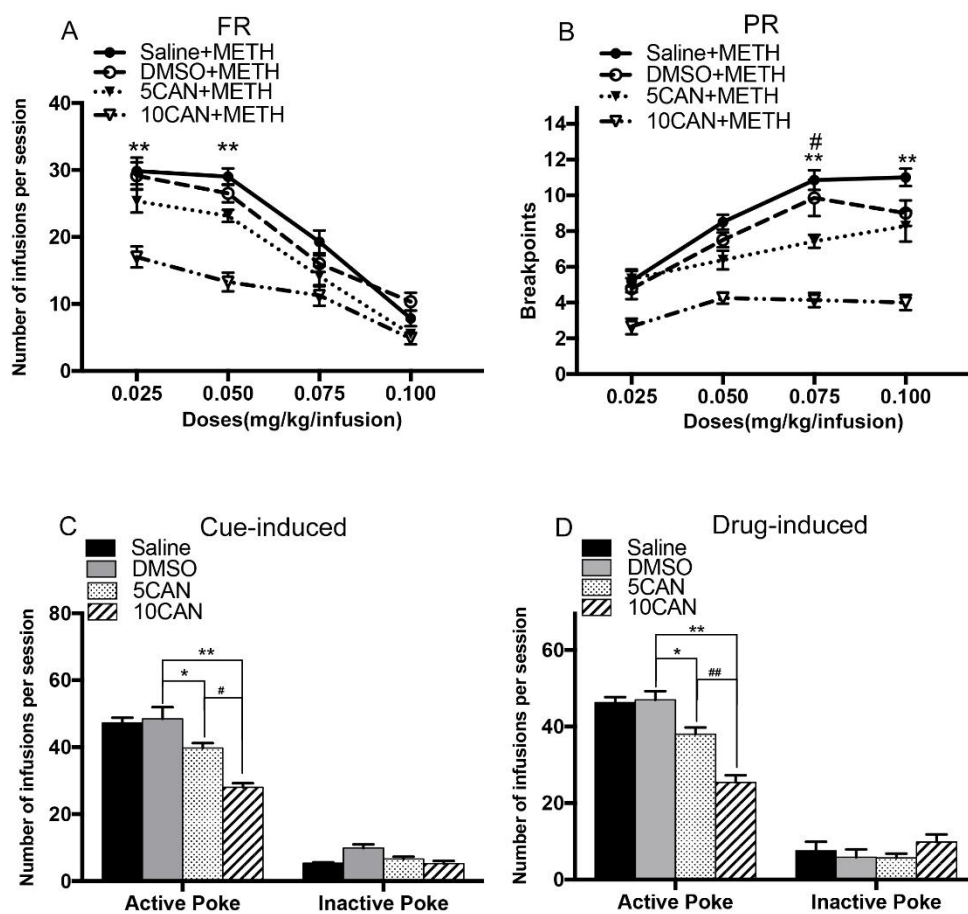 A
FR
Saline+METH
DMSO+METH
5CAN+METH
10CAN+METH
Number of infusions per session
40
30
20
10
0
**
**
0.025 0.050 0.075 0.100
Doses(mg/kg/infusion)
B
PR
Saline+METH
DMSO+METH
5CAN+METH
10CAN+METH
Breakpoints
14
12
10
8
6
4
2
0
#
**
**
0.025 0.050 0.075 0.100
Doses(mg/kg/infusion)
C
Cue-induced
Saline
DMSO
5CAN
10CAN
Number of infusions per session
80
60
40
20
0
**
*
#
Active Poke Inactive Poke
D
Drug-induced
Saline
DMSO
5CAN
10CAN
Number of infusions per session
60
40
20
0
**
*
##
Active Poke Inactive Poke